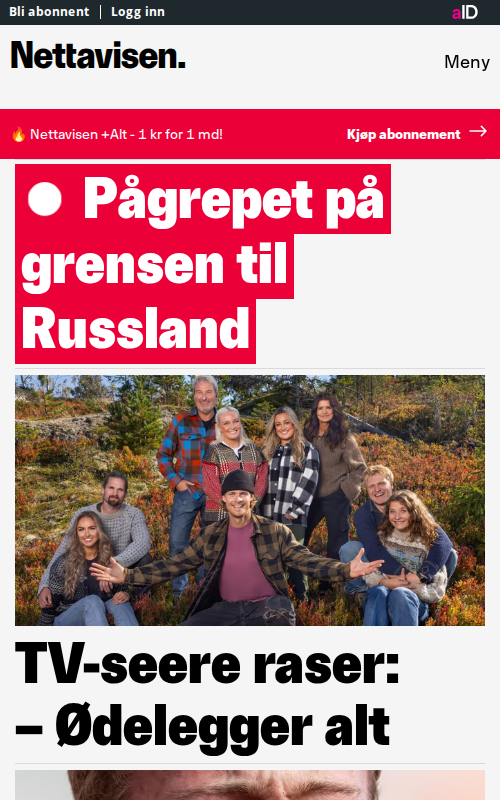 Bli abonnent | Logg inn
aID
Nettavisen.
Meny
🔥 Nettavisen +Alt - 1 kr for 1 md!
Kjøp abonnement →
Pågrepet på
grensen til
Russland
TV-seere raser:
– Ødelegger alt